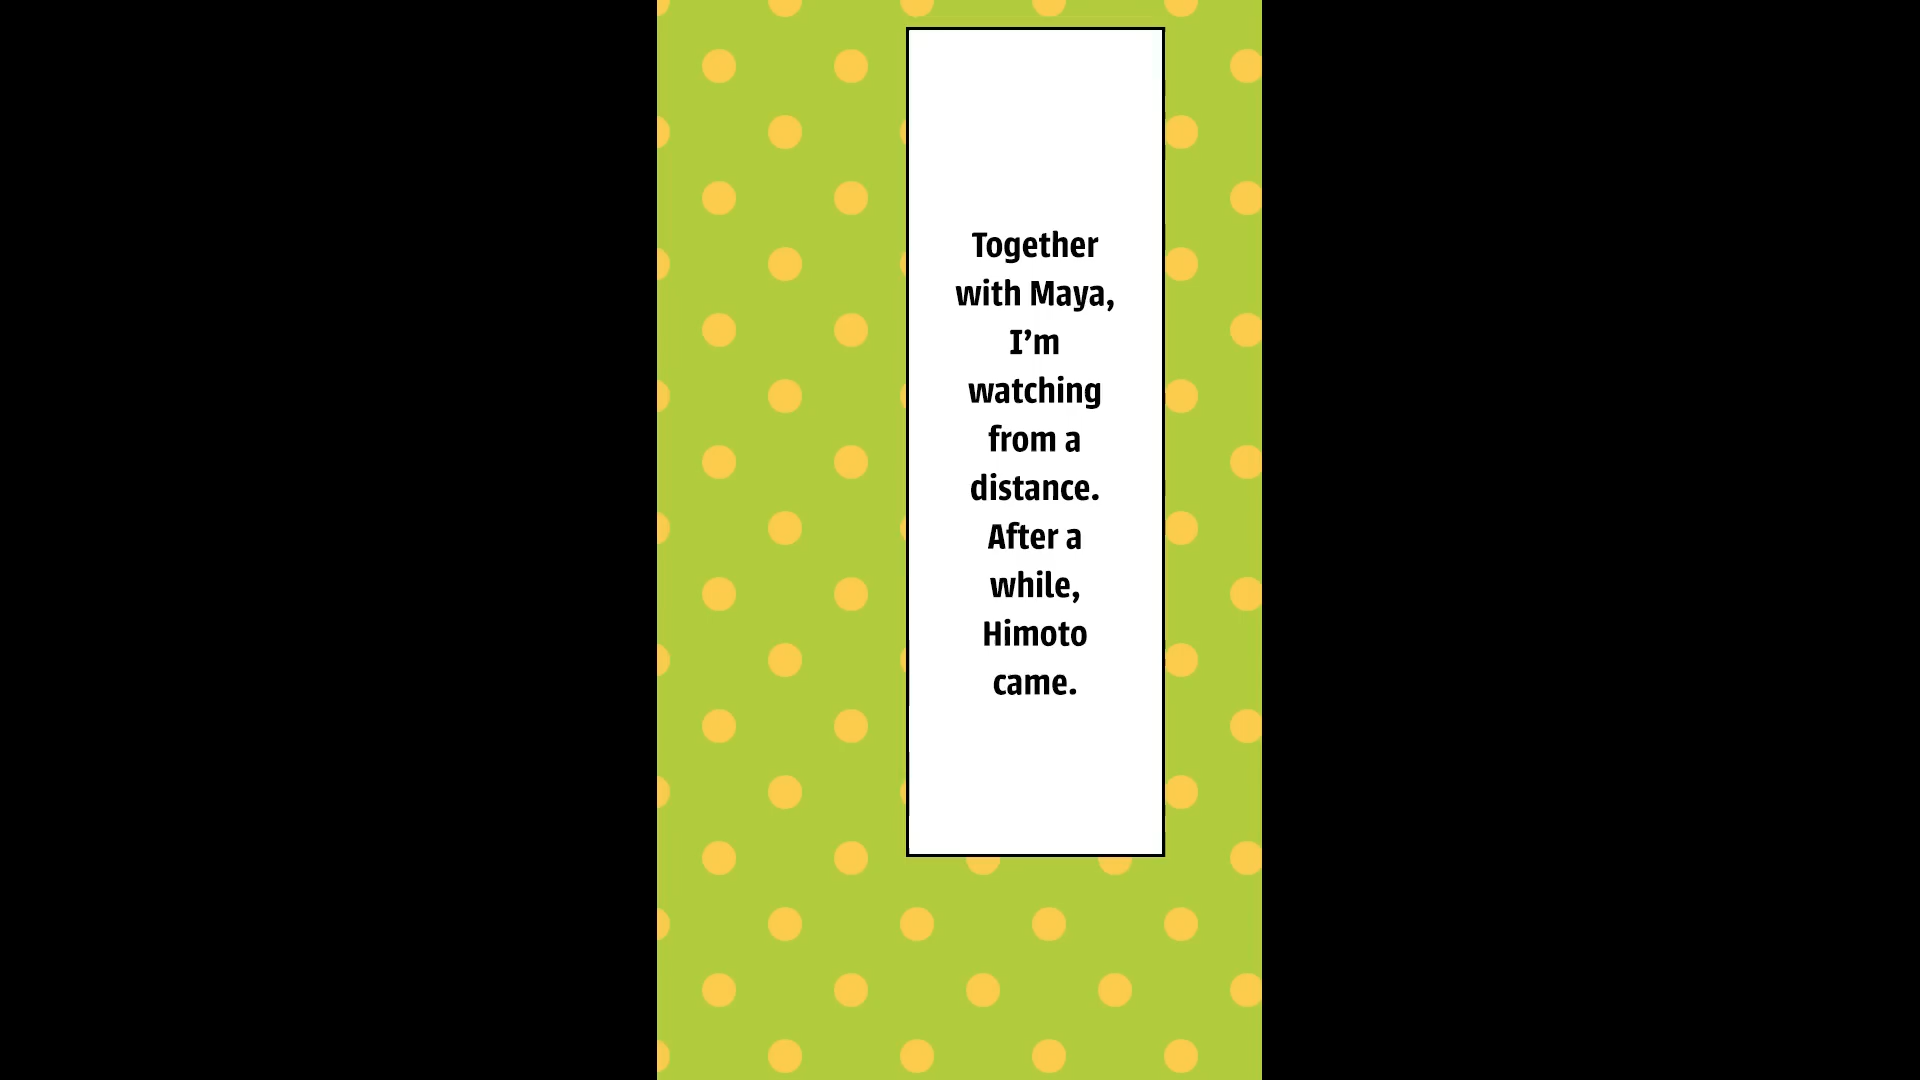 Together
with Maya,
I’m
watching
from a
distance.
After a
while,
Himoto
came.